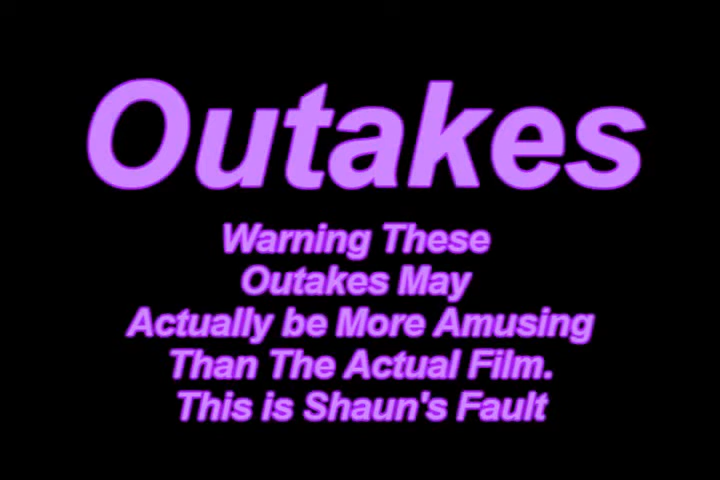 Outakes
Warning These
Outakes May
Actually be More Amusing
Than The Actual Film.
This is Shaun's Fault